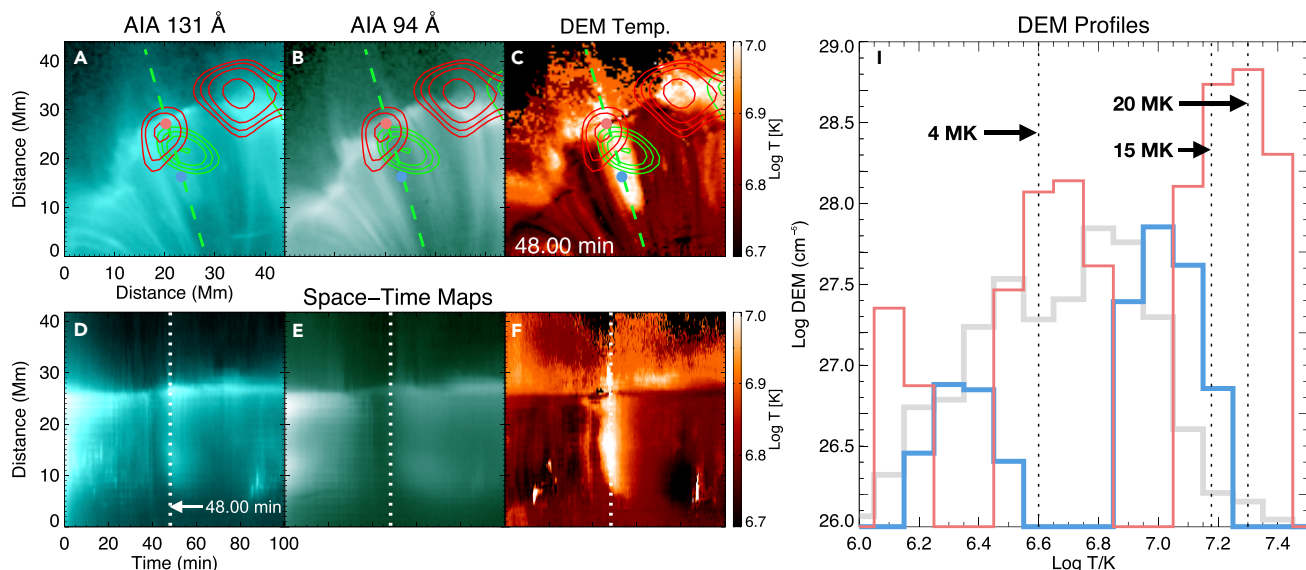 AIA 131 Å
AIA 94 Å
DEM Temp.
DEM Profiles
A
B
C
I
Distance (Mm)
40
30
20
10
0
48.00 min
7.0
6.9
6.8
6.7
Log T [K]
0
10
20
30
40
Distance (Mm)
Space-Time Maps
D
E
F
Distance (Mm)
40
30
20
10
0
48.00 min
7.0
6.9
6.8
6.7
Log T [K]
0
20
40
60
80
100
Time (min)
Log DEM (cm⁻⁵)
29.0
28.5
28.0
27.5
27.0
26.5
26.0
4 MK
20 MK
15 MK
6.0
6.2
6.4
6.6
6.8
7.0
7.2
7.4
Log T/K